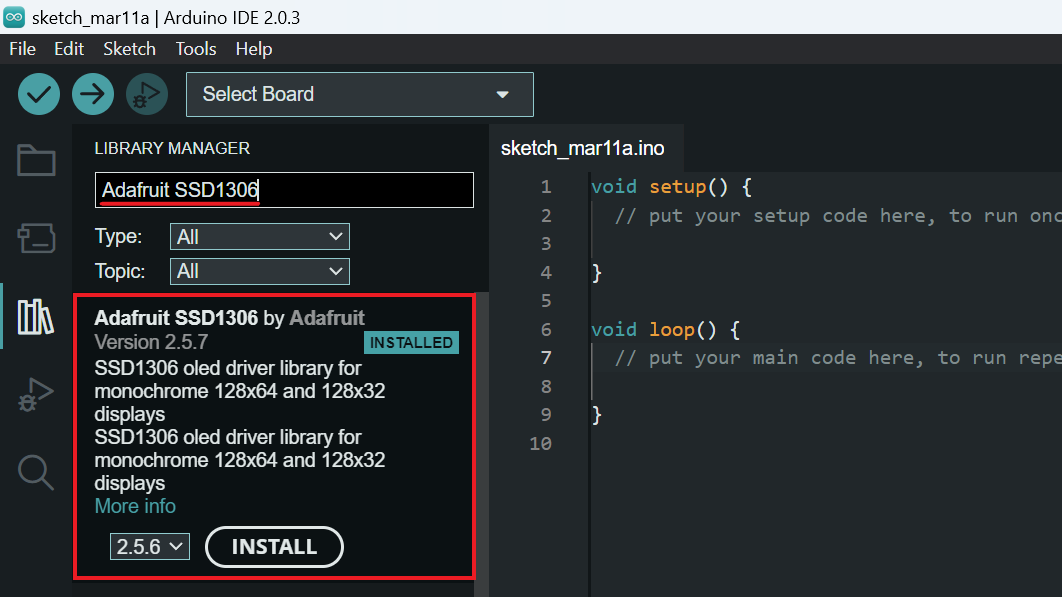 sketch_mar11a | Arduino IDE 2.0.3
File Edit Sketch Tools Help
Select Board
LIBRARY MANAGER
Adafruit SSD1306
Type: All
Topic: All
Adafruit SSD1306 by Adafruit
Version 2.5.7 INSTALLED
SSD1306 oled driver library for
monochrome 128x64 and 128x32
displays
SSD1306 oled driver library for
monochrome 128x64 and 128x32
displays
More info
2.5.6 INSTALL
sketch_mar11a.ino
1 void setup() {
2 // put your setup code here, to run onc
3
4 }
5
6 void loop() {
7 // put your main code here, to run repe
8
9 }
10